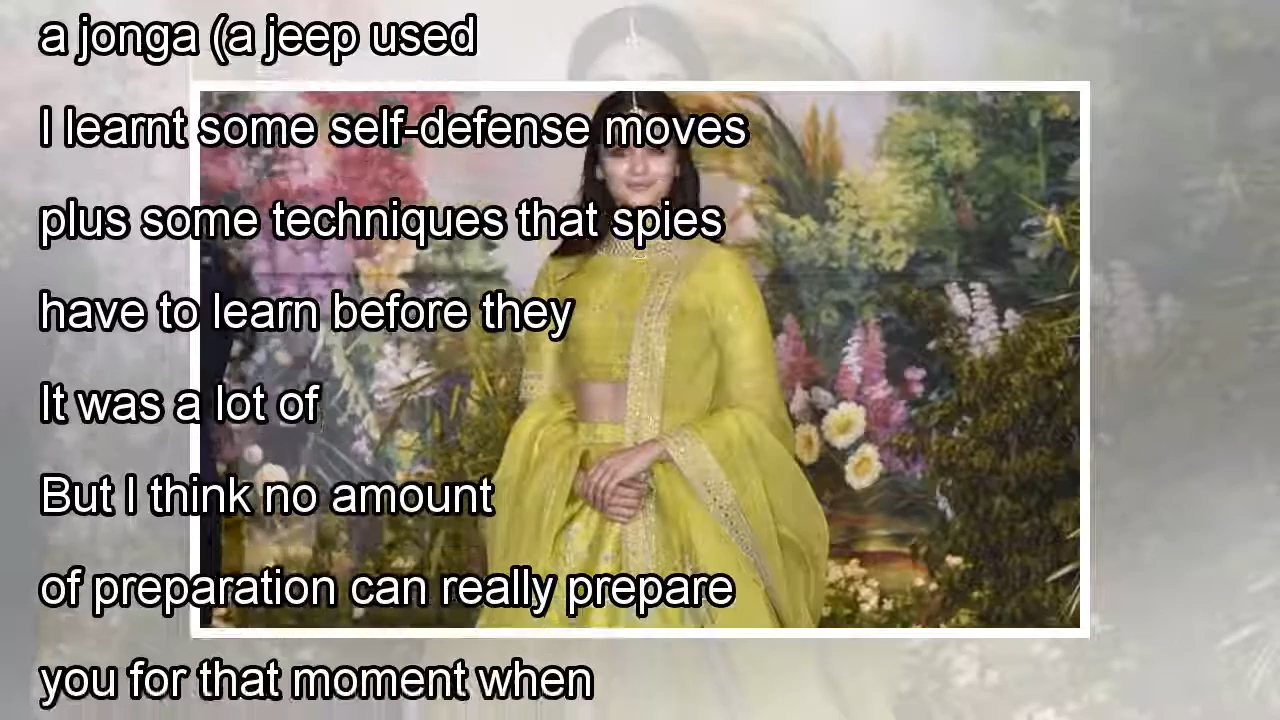 a jonga (a jeep used
I learnt some self-defense moves
plus some techniques that spies
have to learn before they
It was a lot of
But I think no amount
of preparation can really prepare
you for that moment when